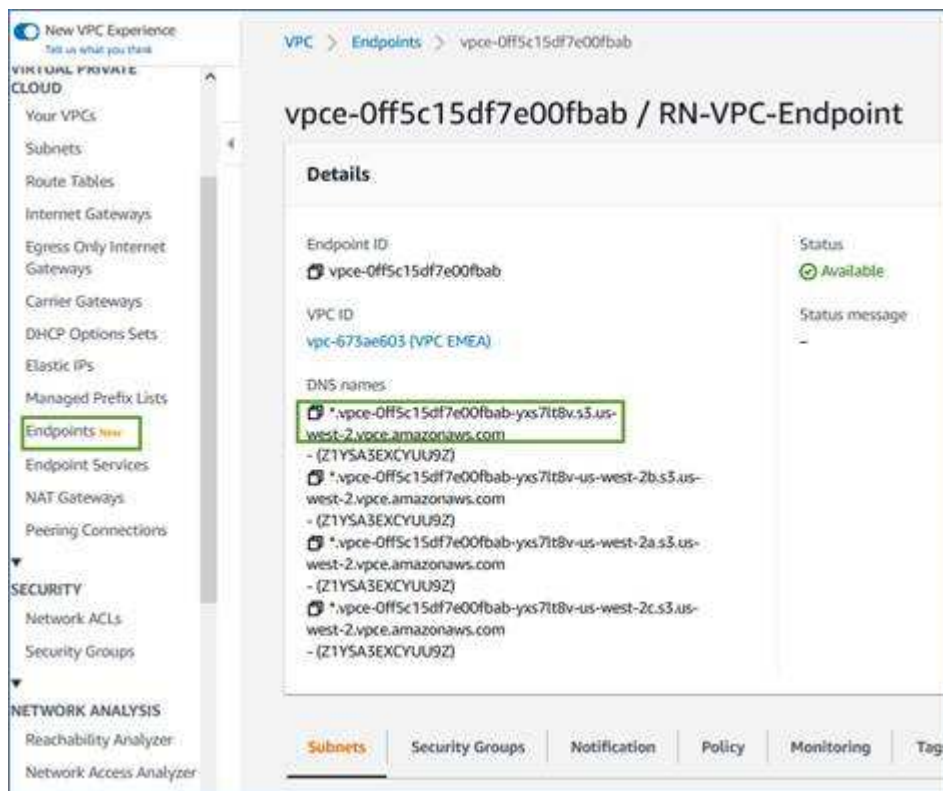 New VPC Experience
Tell us what you think
VIRTUAL PRIVATE
CLOUD
Your VPCs
Subnets
Route Tables
Internet Gateways
Egress Only Internet
Gateways
Carrier Gateways
DHCP Options Sets
Elastic IPs
Managed Prefix Lists
Endpoints New
Endpoint Services
NAT Gateways
Peering Connections
SECURITY
Network ACLs
Security Groups
NETWORK ANALYSIS
Reachability Analyzer
Network Access Analyzer
VPC > Endpoints > vpce-0ff5c15df7e00fbab
vpce-0ff5c15df7e00fbab / RN-VPC-Endpoint
Details
Endpoint ID
vpce-0ff5c15df7e00fbab
VPC ID
vpc-673ae603 (VPC EMEA)
DNS names
*.vpce-0ff5c15df7e00fbab-yxs7lt8v.s3.us-
west-2.vpce.amazonaws.com
- (Z1YSA3EXCYUU9Z)
*.vpce-0ff5c15df7e00fbab-yxs7lt8v-us-west-2b.s3.us-
west-2.vpce.amazonaws.com
- (Z1YSA3EXCYUU9Z)
*.vpce-0ff5c15df7e00fbab-yxs7lt8v-us-west-2a.s3.us-
west-2.vpce.amazonaws.com
- (Z1YSA3EXCYUU9Z)
*.vpce-0ff5c15df7e00fbab-yxs7lt8v-us-west-2c.s3.us-
west-2.vpce.amazonaws.com
- (Z1YSA3EXCYUU9Z)
Status
Available
Status message
-
Subnets
Security Groups
Notification
Policy
Monitoring
Tag